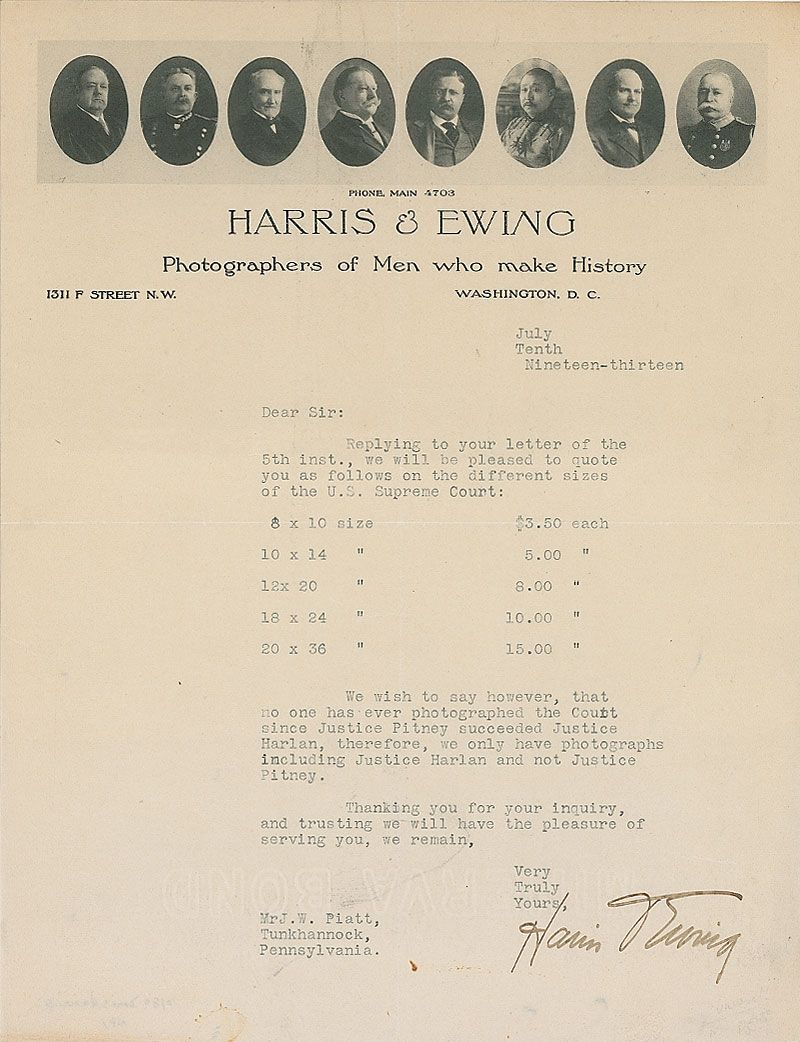 PHONE, MAIN 4703
HARRIS & EWING
Photographers of Men who make History
1311 F STREET N.W. WASHINGTON, D. C.
July
Tenth
Nineteen-thirteen
Dear Sir:
Replying to your letter of the
5th inst., we will be pleased to quote
you as follows on the different sizes
of the U.S. Supreme Court:
8 x 10 size $3.50 each
10 x 14 " 5.00 "
12x 20 " 8.00 "
18 x 24 " 10.00 "
20 x 36 " 15.00 "
We wish to say however, that
no one has ever photographed the Court
since Justice Pitney succeeded Justice
Harlan, therefore, we only have photographs
including Justice Harlan and not Justice
Pitney.
Thanking you for your inquiry,
and trusting we will have the pleasure of
serving you, we remain,
Very
Truly
Yours,
Harris & Ewing
MrJ.W. Piatt,
Tunkhannock,
Pennsylvania.